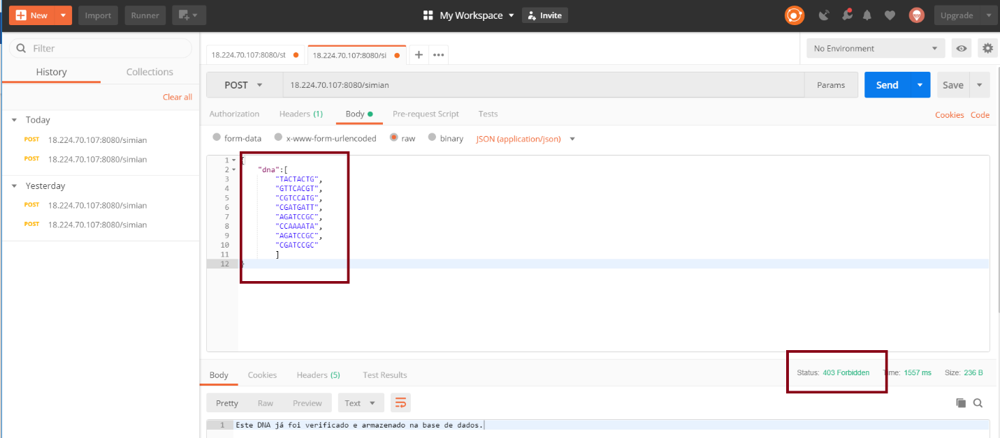 New
Import
Runner
My Workspace
Invite
Upgrade
Filter
History
Collections
Clear all
Today
POST 18.224.70.107:8080/simian
POST 18.224.70.107:8080/simian
Yesterday
POST 18.224.70.107:8080/simian
POST 18.224.70.107:8080/simian
18.224.70.107:8080/st
18.224.70.107:8080/si
No Environment
POST
18.224.70.107:8080/simian
Params
Send
Save
Authorization
Headers (1)
Body
Pre-request Script
Tests
Cookies
Code
form-data
x-www-form-urlencoded
raw
binary
JSON (application/json)
1 {
2 "dna":[
3 "TACTACTG",
4 "GTTCACGT",
5 "CGTCCATG",
6 "CGATGATT",
7 "AGATCCGC",
8 "CCAAAATA",
9 "AGATCCGC",
10 "CGATCCGC"
11 ]
12 }
Body
Cookies
Headers (5)
Test Results
Status: 403 Forbidden
Time: 1557 ms
Size: 236 B
Pretty
Raw
Preview
Text
1 Este DNA já foi verificado e armazenado na base de dados.